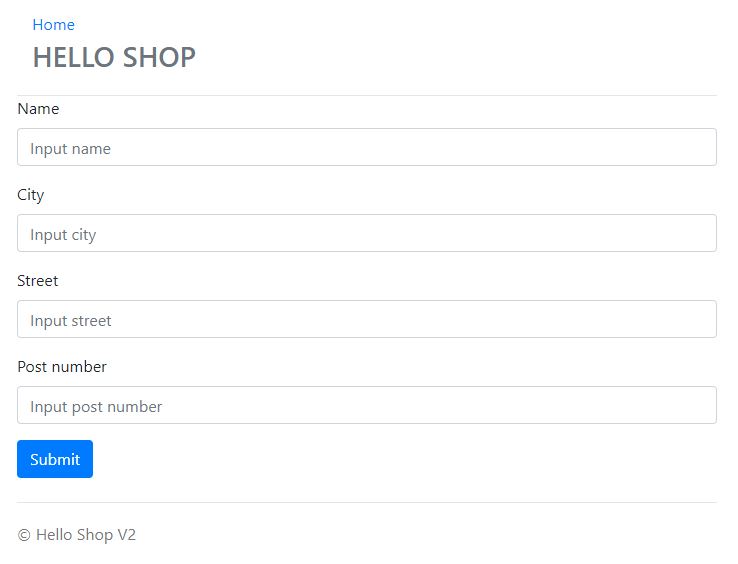 Home
HELLO SHOP
Name
Input name
City
Input city
Street
Input street
Post number
Input post number
Submit
© Hello Shop V2